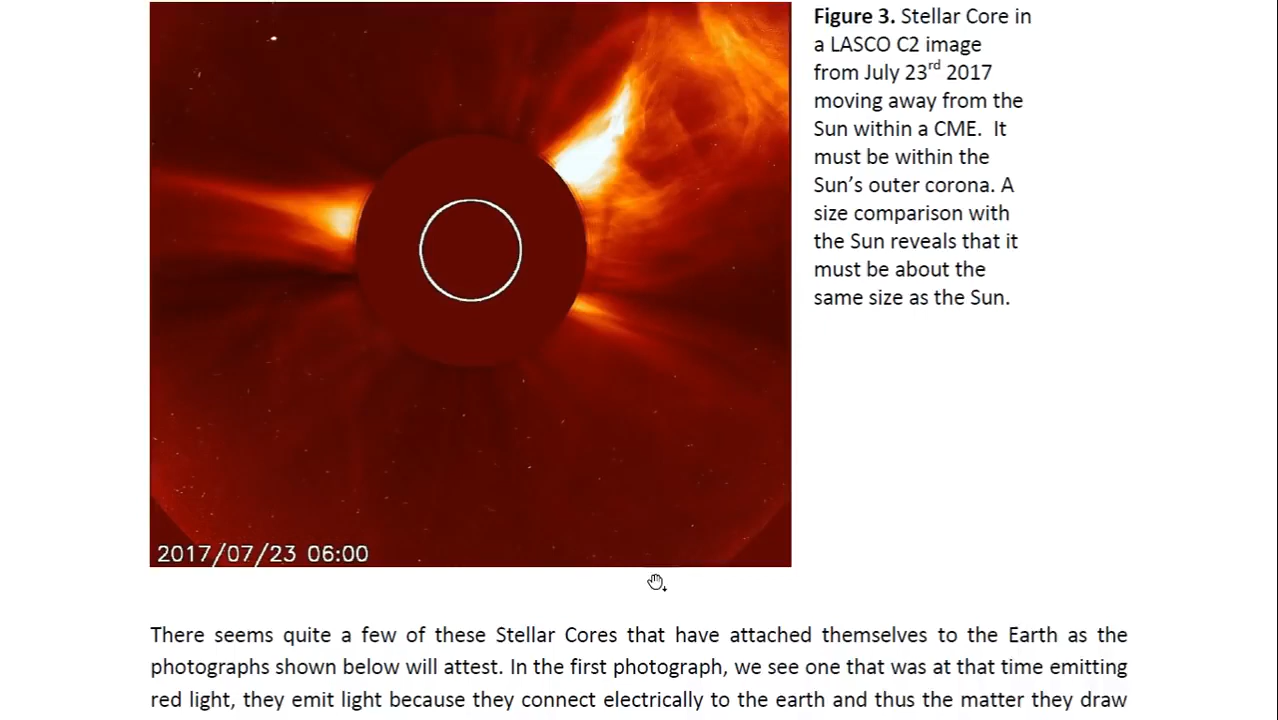 Figure 3. Stellar Core in
a LASCO C2 image
from July 23rd 2017
moving away from the
Sun within a CME. It
must be within the
Sun’s outer corona. A
size comparison with
the Sun reveals that it
must be about the
same size as the Sun.
2017/07/23 06:00
There seems quite a few of these Stellar Cores that have attached themselves to the Earth as the
photographs shown below will attest. In the first photograph, we see one that was at that time emitting
red light, they emit light because they connect electrically to the earth and thus the matter they draw